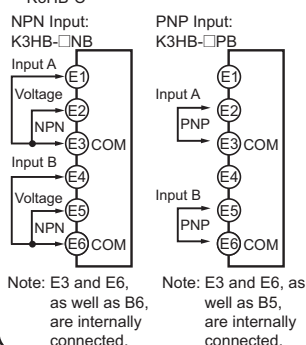 NPN Input:
K3HB-□NB
Input A
E1
Voltage
E2
NPN
E3 COM
Input B
E4
Voltage
E5
NPN
E6 COM
Note: E3 and E6,
as well as B6,
are internally
connected.
PNP Input:
K3HB-□PB
E1
Input A
E2
PNP
E3 COM
E4
Input B
E5
PNP
E6 COM
Note: E3 and E6, as
well as B5,
are internally
connected.